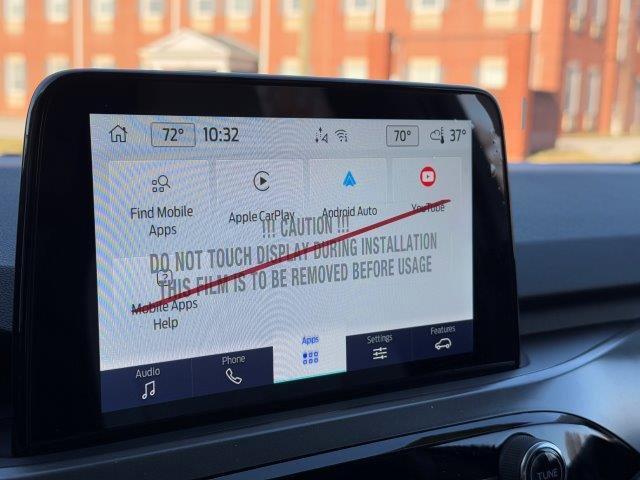 72° 10:32 70° 37°
Find Mobile Apps
Apple CarPlay
Android Auto
YouTube
!!! CAUTION !!!
DO NOT TOUCH DISPLAY DURING INSTALLATION
THIS FILM IS TO BE REMOVED BEFORE USAGE
?
Mobile Apps
Help
Audio
Phone
Apps
Settings
Features
TUNE